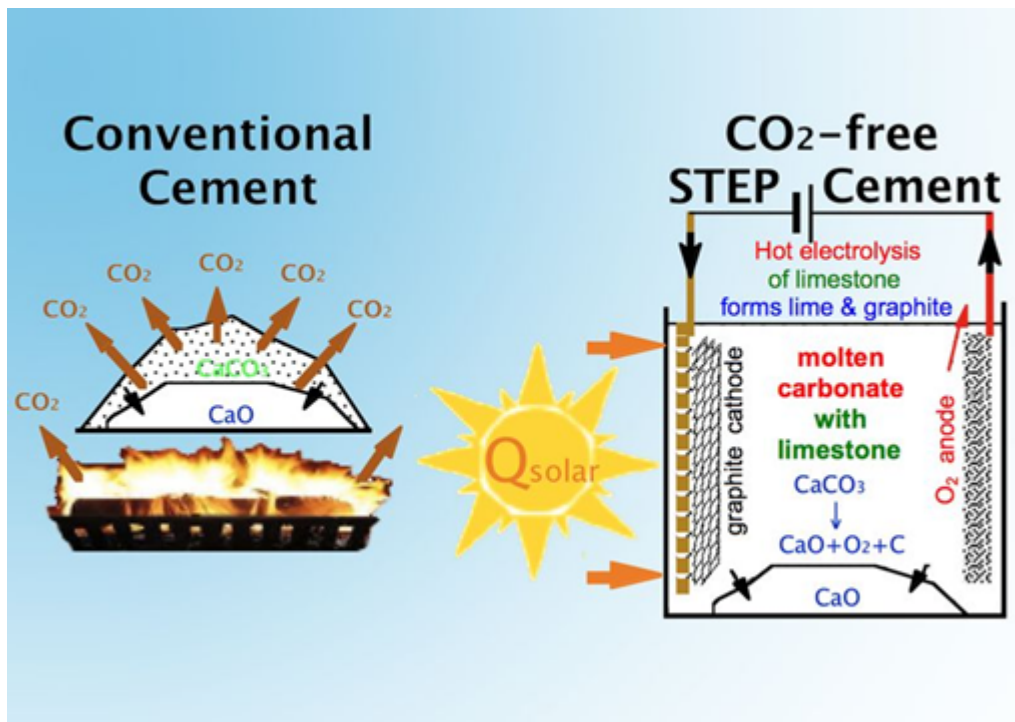 Conventional
Cement
CO₂
CO₂
CO₂
CO₂
CO₂
CO₂
CaCO₃
CaO
Qsolar
CO₂-free
STEP Cement
Hot electrolysis
of limestone
forms lime & graphite
graphite cathode
molten
carbonate
with
limestone
CaCO₃
↓
CaO+O₂+C
CaO
O₂ anode